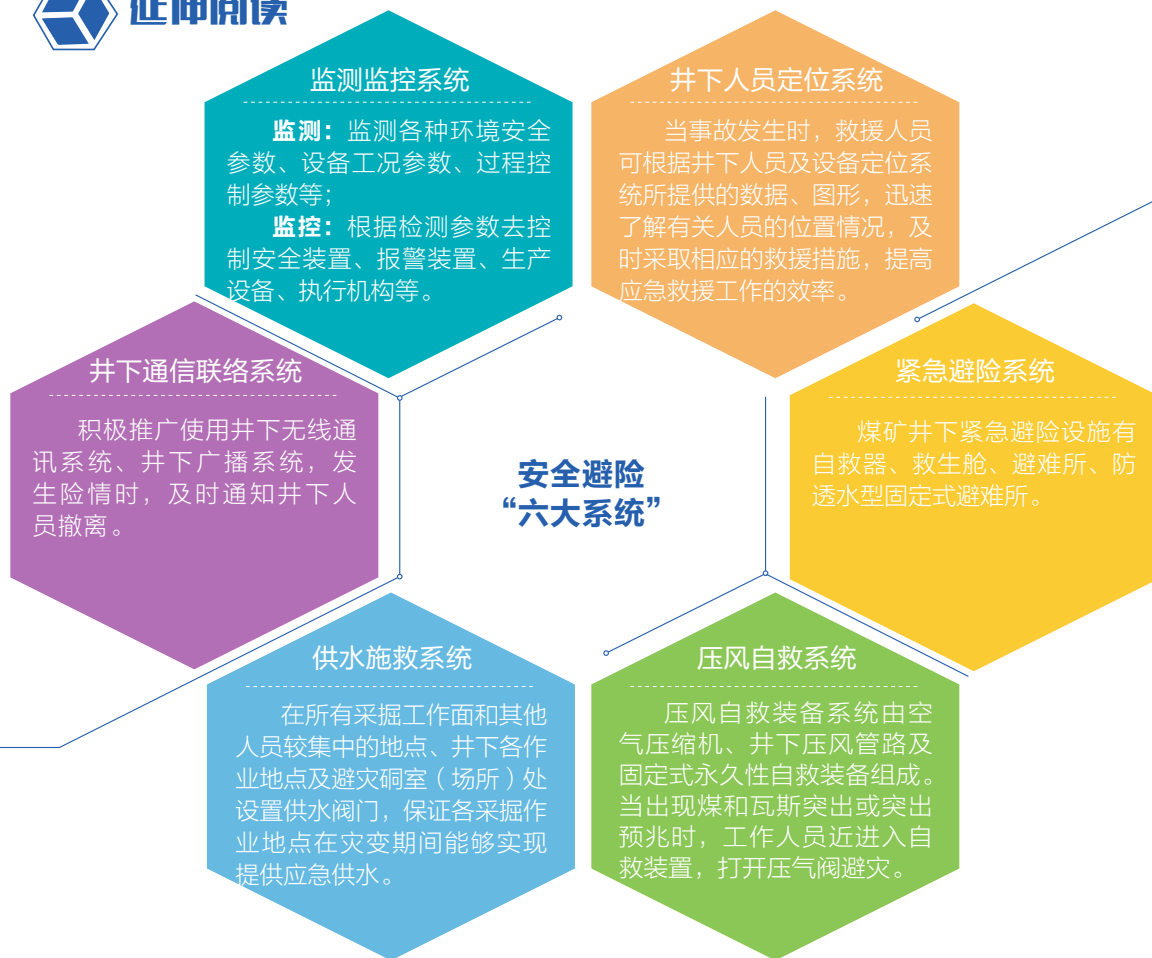 延伸阅读
监测监控系统
监测：监测各种环境安全
参数、设备工况参数、过程控
制参数等；
监控：根据检测参数去控
制安全装置、报警装置、生产
设备、执行机构等。
井下人员定位系统
当事故发生时，救援人员
可根据井下人员及设备定位系
统所提供的数据、图形，迅速
了解有关人员的位置情况，及
时采取相应的救援措施，提高
应急救援工作的效率。
井下通信联络系统
积极推广使用井下无线通
讯系统、井下广播系统，发
生险情时，及时通知井下人
员撤离。
安全避险
“六大系统”
紧急避险系统
煤矿井下紧急避险设施有
自救器、救生舱、避难所、防
透水型固定式避难所。
供水施救系统
在所有采掘工作面和其他
人员较集中的地点、井下各作
业地点及避灾硐室（场所）处
设置供水阀门，保证各采掘作
业地点在灾变期间能够实现
提供应急供水。
压风自救系统
压风自救装备系统由空
气压缩机、井下压风管路及
固定式永久性自救装备组成。
当出现煤和瓦斯突出或突出
预兆时，工作人员近进入自
救装置，打开压气阀避灾。